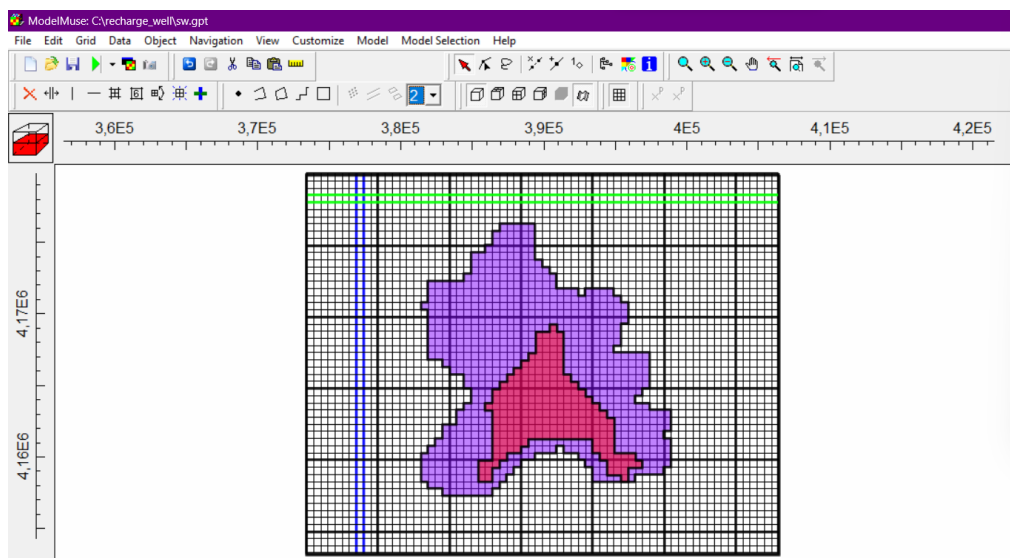 ModelMuse: C:\recharge_well\sw.gpt
File Edit Grid Data Object Navigation View Customize Model Model Selection Help
2
3,6E5 3,7E5 3,8E5 3,9E5 4E5 4,1E5 4,2E5
4,17E6
4,16E6